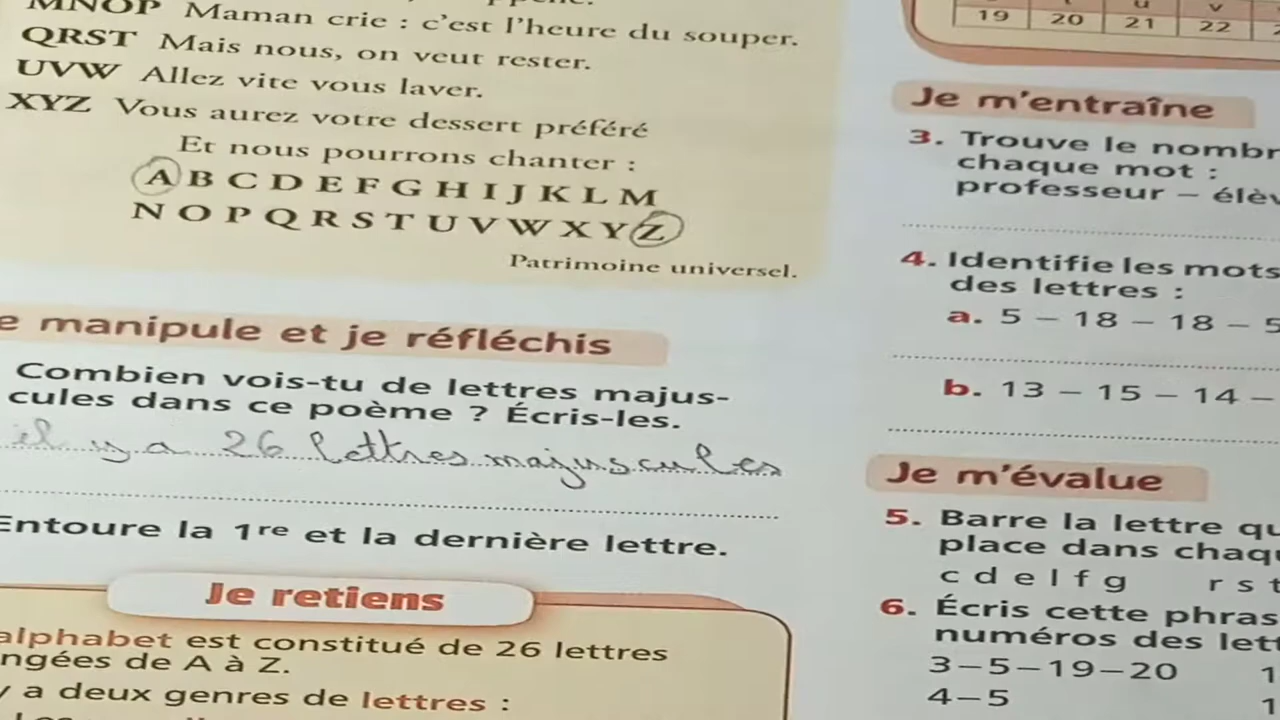 MNOP Maman crie : c'est l'heure du souper.
QRST Mais nous, on veut rester.
UVW Allez vite vous laver.
XYZ Vous aurez votre dessert préféré
Et nous pourrons chanter :
A B C D E F G H I J K L M
N O P Q R S T U V W X Y Z
Patrimoine universel.
e manipule et je réfléchis
Combien vois-tu de lettres majus-
cules dans ce poème ? Écris-les.
il y a 26 lettres majuscules
Entoure la 1re et la dernière lettre.
Je retiens
alphabet est constitué de 26 lettres
ngées de A à Z.
y a deux genres de lettres :
u v
19 20 21 22
Je m'entraîne
3. Trouve le nombr
chaque mot :
professeur – élèv
4. Identifie les mots
des lettres :
a. 5 – 18 – 18 – 5
b. 13 – 15 – 14 –
Je m'évalue
5. Barre la lettre qu
place dans chaqu
c d e l f g r s t
6. Écris cette phras
numéros des lett
3–5–19–20 1
4–5 1